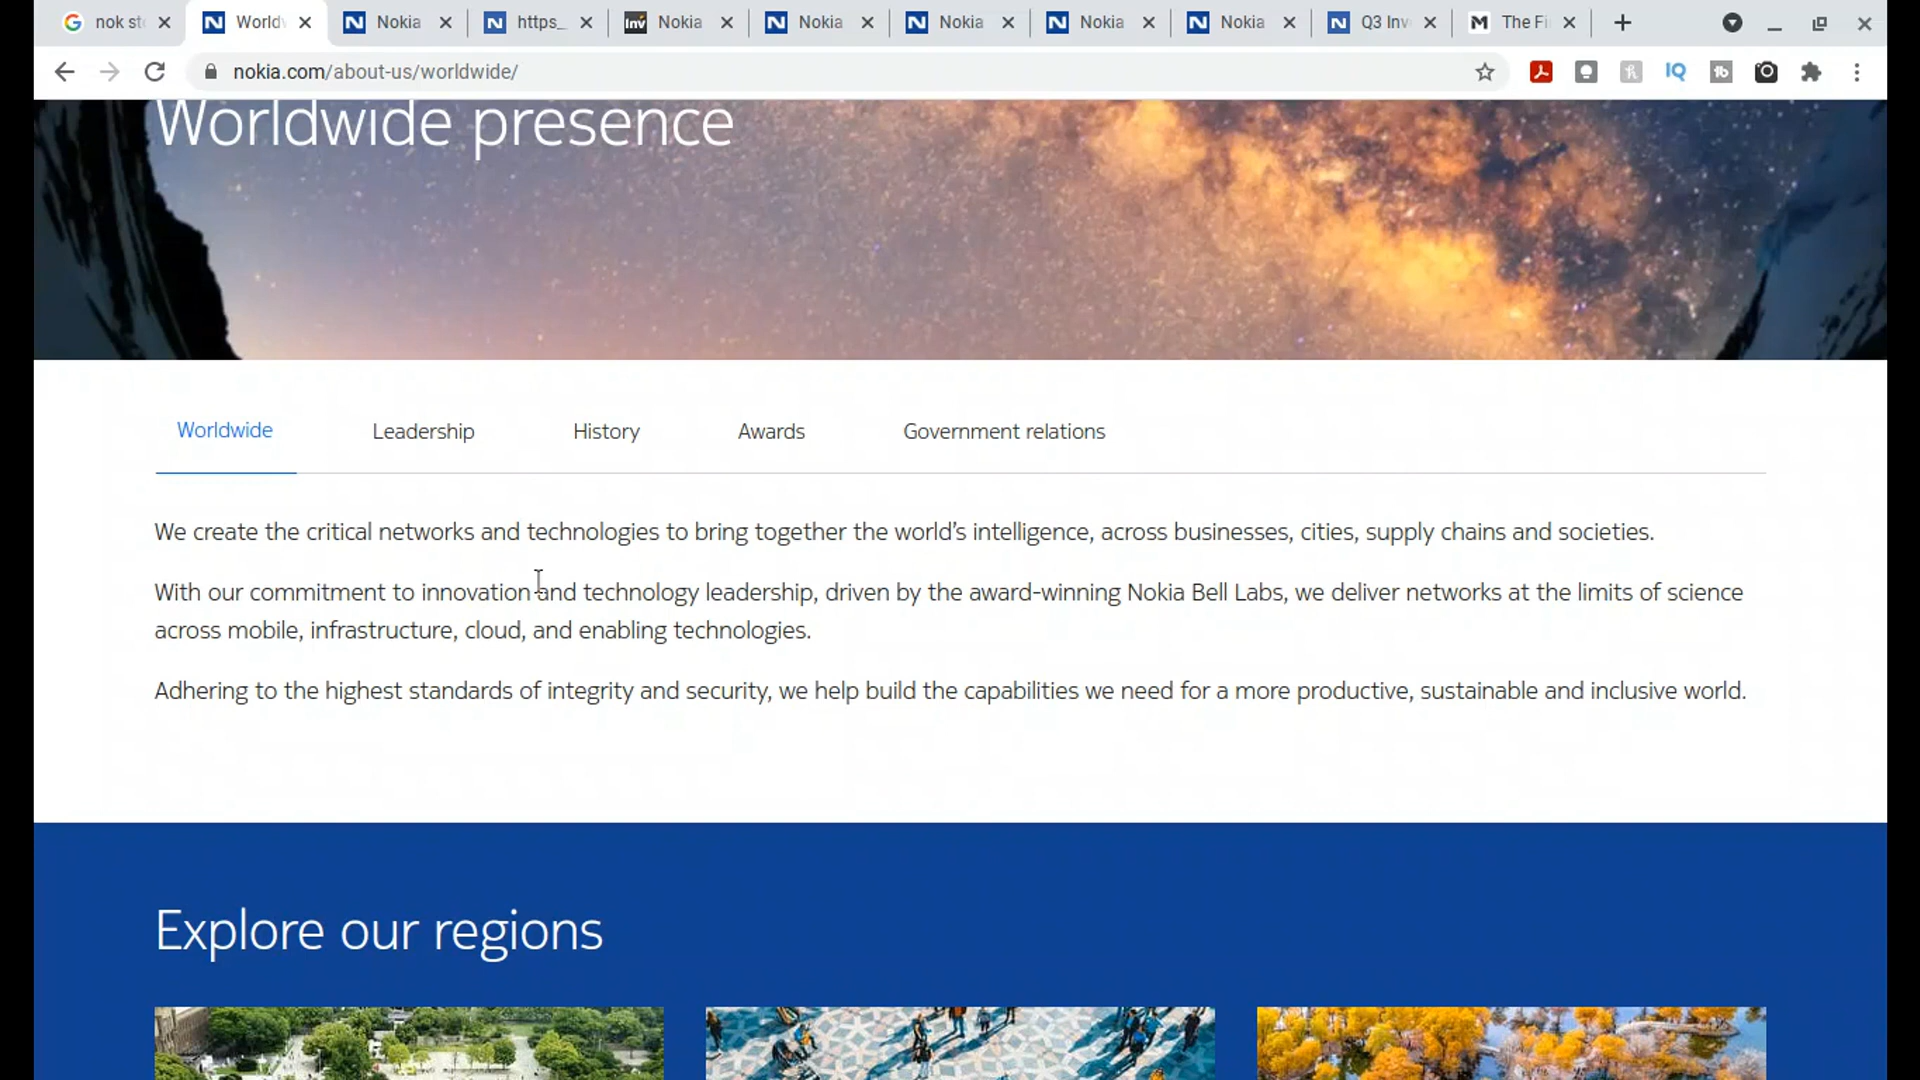 nok st
World
Nokia
https_
Inv
Nokia
Nokia
Nokia
Nokia
Nokia
Q3 Inv
The Fi
nokia.com/about-us/worldwide/
IQ
Worldwide presence
Worldwide
Leadership
History
Awards
Government relations
We create the critical networks and technologies to bring together the world's intelligence, across businesses, cities, supply chains and societies.
With our commitment to innovation and technology leadership, driven by the award-winning Nokia Bell Labs, we deliver networks at the limits of science
across mobile, infrastructure, cloud, and enabling technologies.
Adhering to the highest standards of integrity and security, we help build the capabilities we need for a more productive, sustainable and inclusive world.
Explore our regions